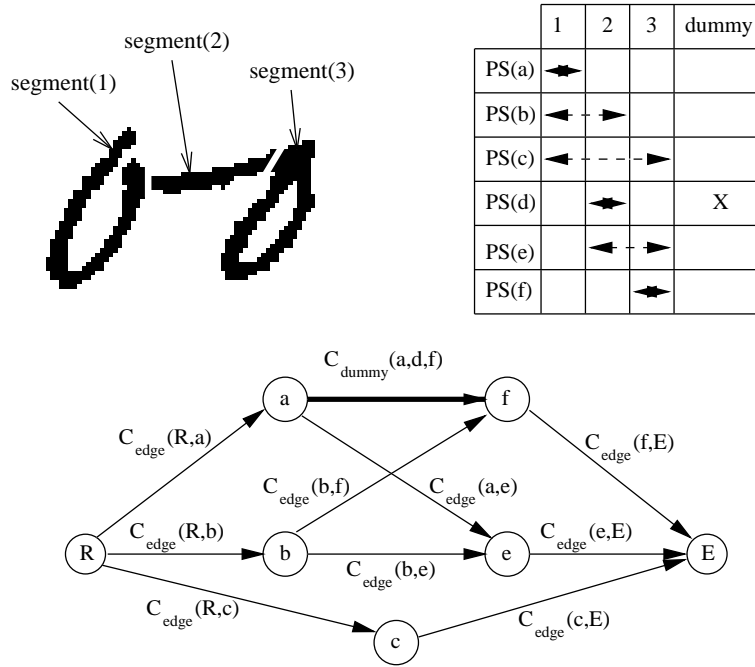 segment(2)
segment(1)
segment(3)
1 2 3 dummy
PS(a)
PS(b)
PS(c)
PS(d) X
PS(e)
PS(f)
C_dummy(a,d,f)
a
f
C_edge(R,a)
C_edge(f,E)
C_edge(b,f)
C_edge(a,e)
C_edge(R,b)
C_edge(e,E)
R
b
e
E
C_edge(b,e)
C_edge(R,c)
C_edge(c,E)
c